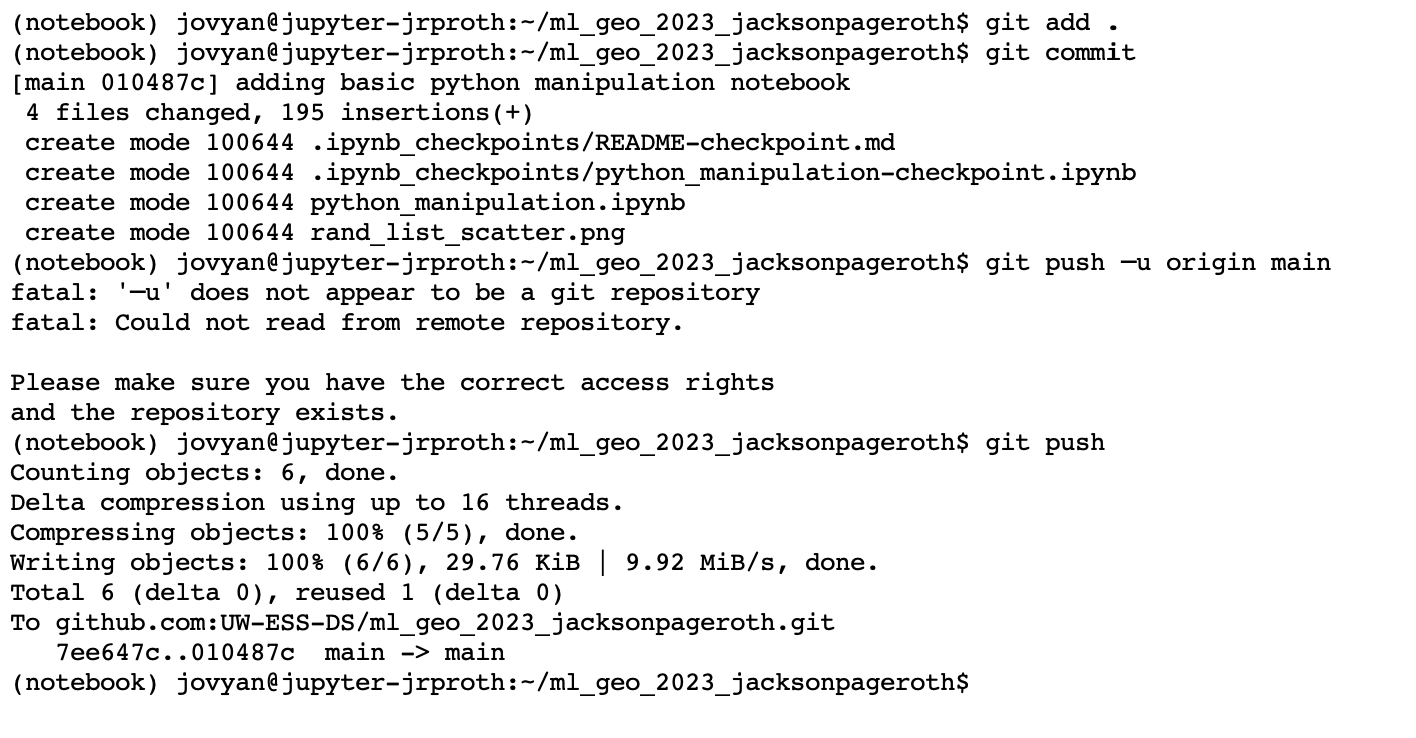 (notebook) jovyan@jupyter-jrproth:~/ml_geo_2023_jacksonpageroth$ git add .
(notebook) jovyan@jupyter-jrproth:~/ml_geo_2023_jacksonpageroth$ git commit
[main 010487c] adding basic python manipulation notebook
 4 files changed, 195 insertions(+)
 create mode 100644 .ipynb_checkpoints/README-checkpoint.md
 create mode 100644 .ipynb_checkpoints/python_manipulation-checkpoint.ipynb
 create mode 100644 python_manipulation.ipynb
 create mode 100644 rand_list_scatter.png
(notebook) jovyan@jupyter-jrproth:~/ml_geo_2023_jacksonpageroth$ git push —u origin main
fatal: '—u' does not appear to be a git repository
fatal: Could not read from remote repository.

Please make sure you have the correct access rights
and the repository exists.
(notebook) jovyan@jupyter-jrproth:~/ml_geo_2023_jacksonpageroth$ git push
Counting objects: 6, done.
Delta compression using up to 16 threads.
Compressing objects: 100% (5/5), done.
Writing objects: 100% (6/6), 29.76 KiB | 9.92 MiB/s, done.
Total 6 (delta 0), reused 1 (delta 0)
To github.com:UW-ESS-DS/ml_geo_2023_jacksonpageroth.git
   7ee647c..010487c  main -> main
(notebook) jovyan@jupyter-jrproth:~/ml_geo_2023_jacksonpageroth$